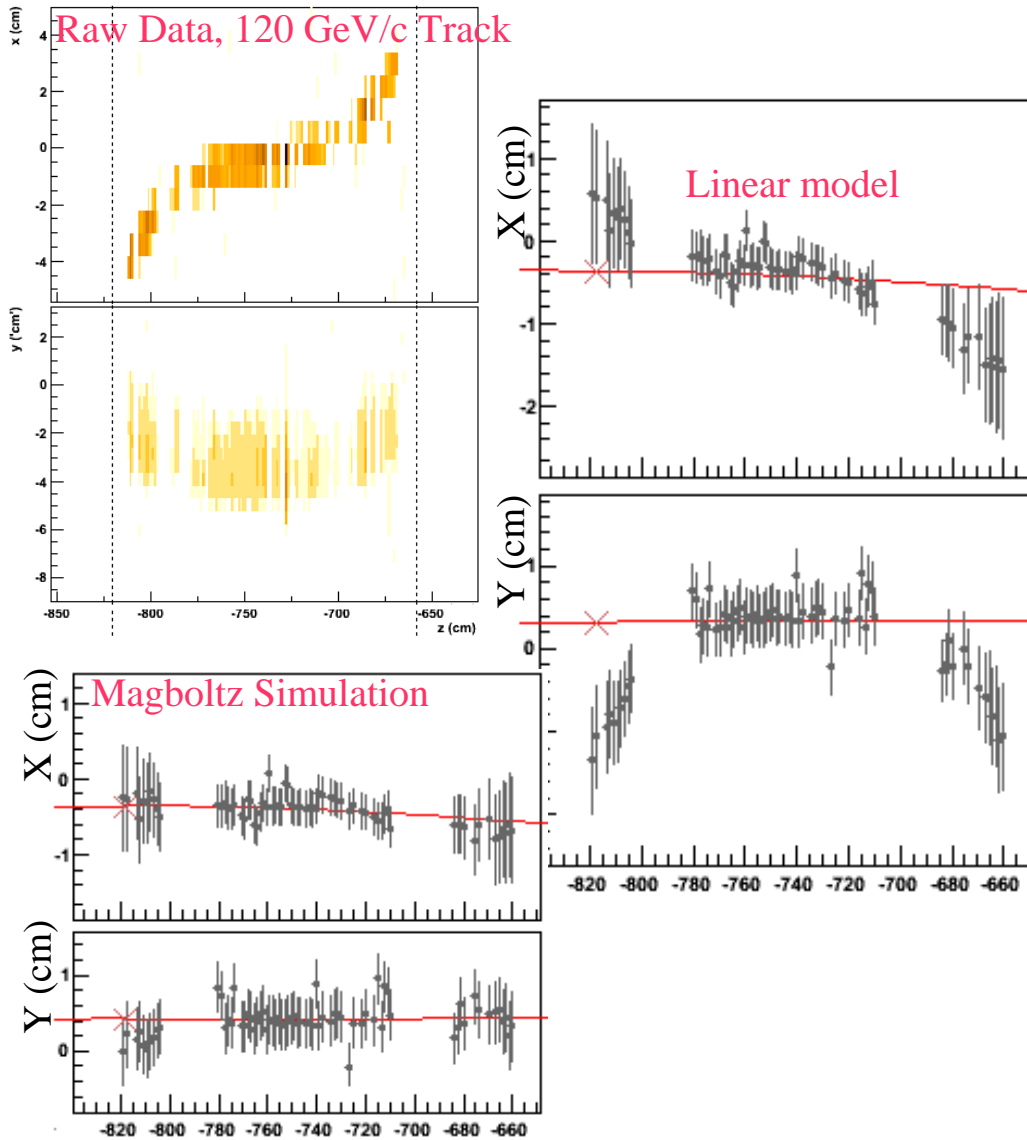 Raw Data, 120 GeV/c Track
x (cm)
4
2
0
-2
-4
y ('cm')
2
0
-2
-4
-6
-8
-850 -800 -750 -700 -650
z (cm)
Linear model
X (cm)
1
0
-1
-2
Y (cm)
1
0
-820 -800 -780 -760 -740 -720 -700 -680 -660
Magboltz Simulation
X (cm)
1
0
-1
Y (cm)
1
0
-820 -800 -780 -760 -740 -720 -700 -680 -660